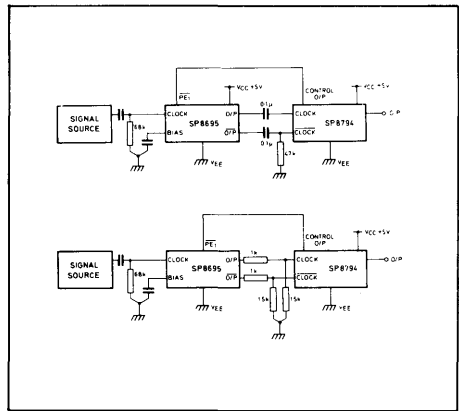 PE1
VCC +5V
CONTROL
O/P
VCC +5V
0.1µ
SIGNAL
SOURCE
CLOCK
O/P
CLOCK
O/P
SP8695
SP8794
68k
BIAS
O/P
CLOCK
0.1µ
47k
VEE
VEE
PE1
CONTROL
O/P
VCC +5V
SIGNAL
SOURCE
CLOCK
O/P
1k
CLOCK
O/P
SP8695
SP8794
68k
BIAS
O/P
1k
CLOCK
15k
15k
VEE
VEE